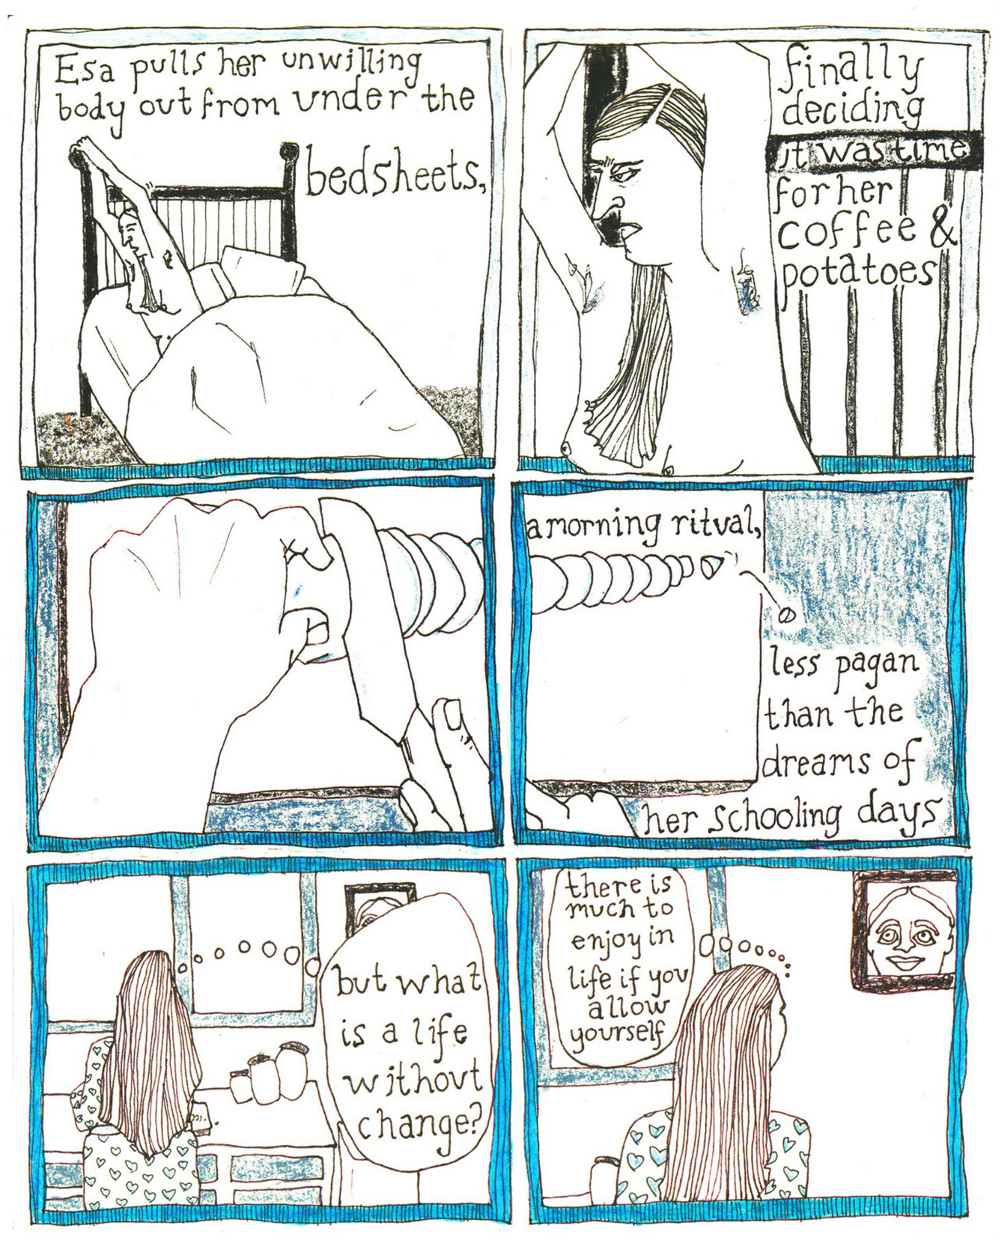 Esa pulls her unwilling
body out from under the
bedsheets,
finally
deciding
it was time
for her
coffee &
potatoes
a morning ritval,
less pagan
than the
dreams of
her schooling days
but what
is a life
without
change?
there is
much to
enjoy in
life if you
allow
yourself